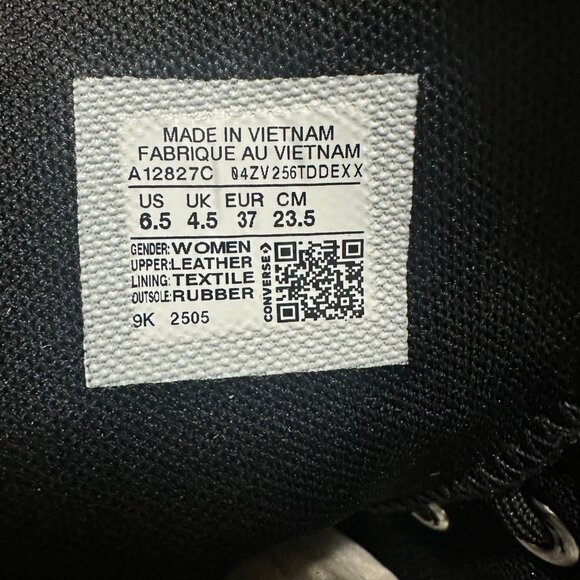 MADE IN VIETNAM
FABRIQUE AU VIETNAM
A12827C 04ZV256TDDEXX
US UK EUR CM
6.5 4.5 37 23.5
GENDER: WOMEN
UPPER: LEATHER
LINING: TEXTILE
OUTSOLE: RUBBER
CONVERSE
9K 2505